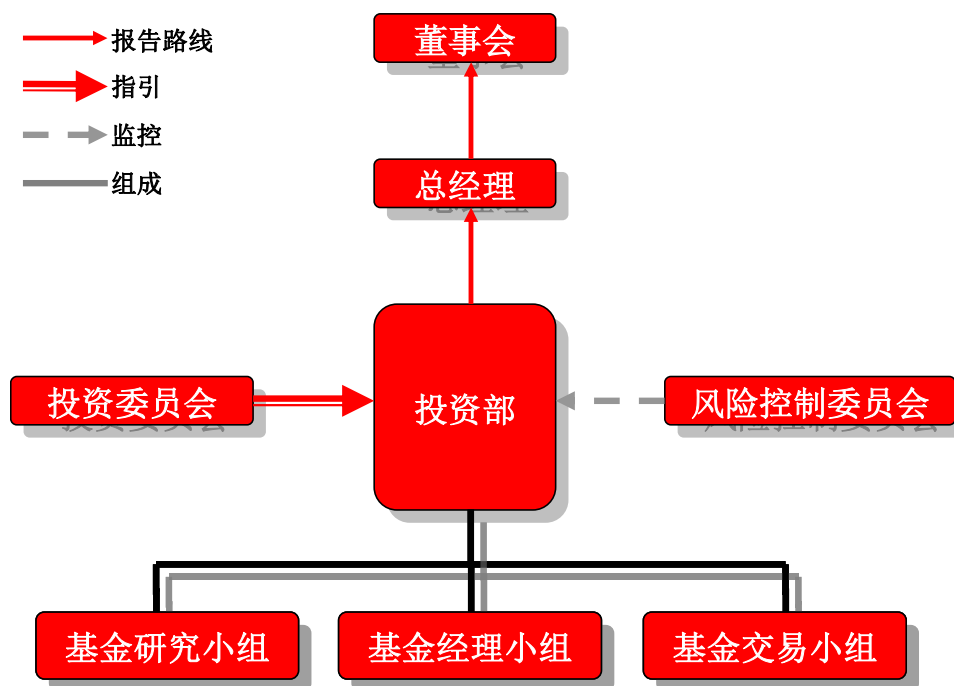 报告路线
指引
监控
组成
董事会
总经理
投资委员会
投资部
风险控制委员会
基金研究小组
基金经理小组
基金交易小组